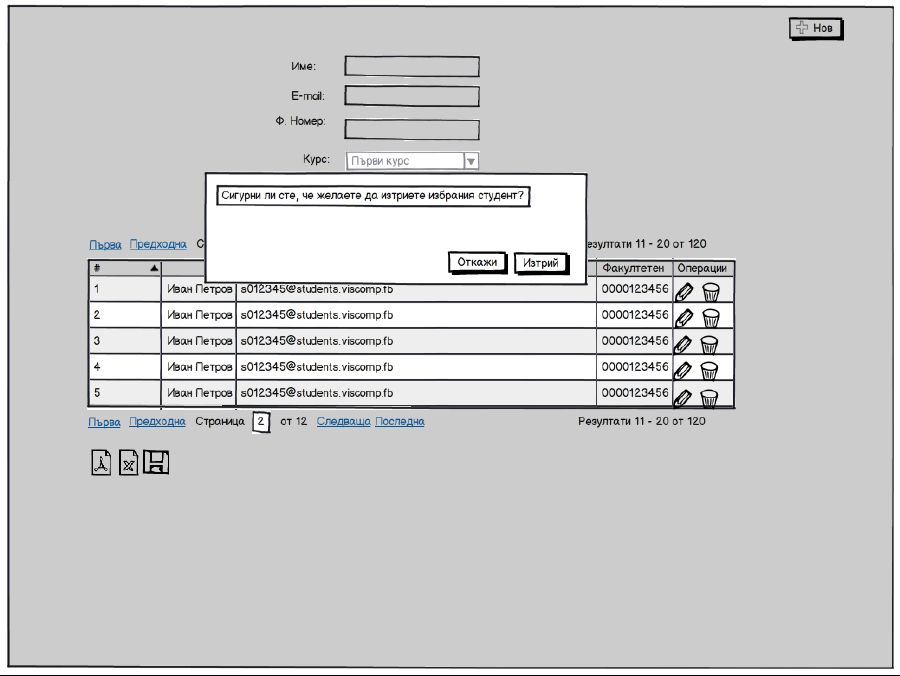 Нов
Име:
E-mail:
Ф. Номер:
Курс: Първи курс
Сигурни ли сте, че желаете да изтриете избрания студент?
Откажи Изтрий
Първа Предходна С езултати 11 - 20 от 120
# Факултетен Операции
1 Иван Петров s012345@students.viscomp.fb 0000123456
2 Иван Петров s012345@students.viscomp.fb 0000123456
3 Иван Петров s012345@students.viscomp.fb 0000123456
4 Иван Петров s012345@students.viscomp.fb 0000123456
5 Иван Петров s012345@students.viscomp.fb 0000123456
Първа Предходна Страница 2 от 12 Следваща Последна Резултати 11 - 20 от 120